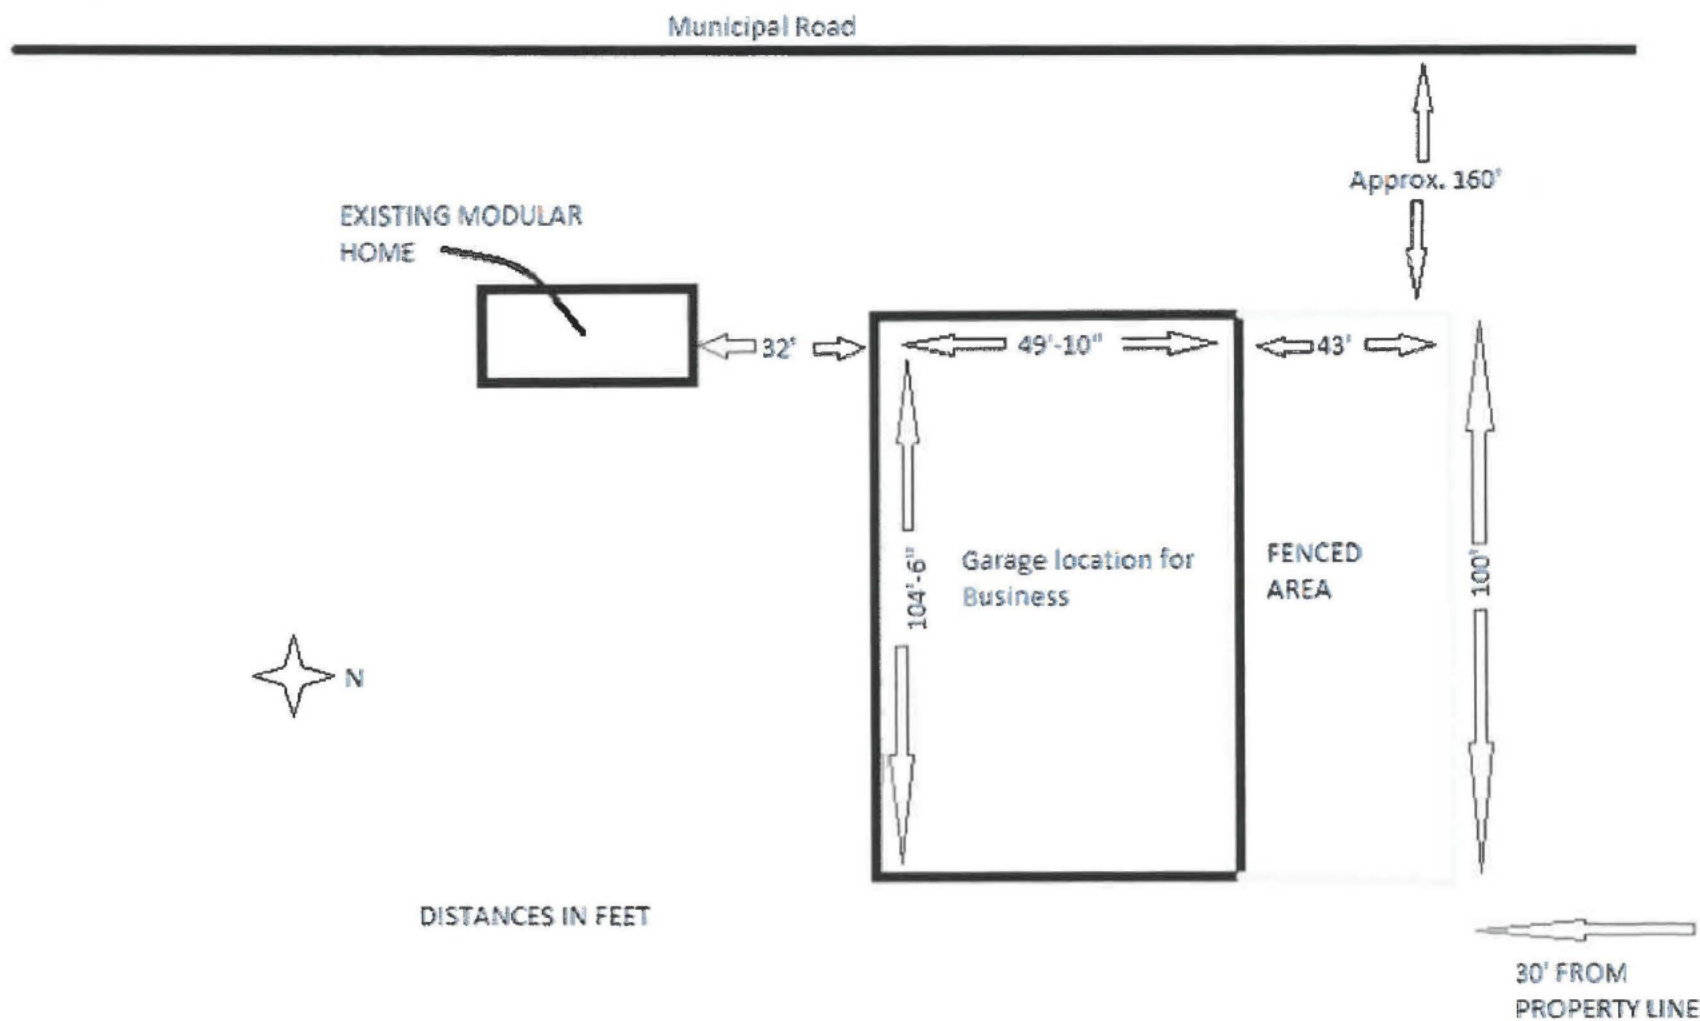 Municipal Road
Approx. 160'
EXISTING MODULAR
HOME
32'
49'-10"
43'
104'-6"
Garage location for
Business
FENCED
AREA
100'
N
DISTANCES IN FEET
30' FROM
PROPERTY LINE